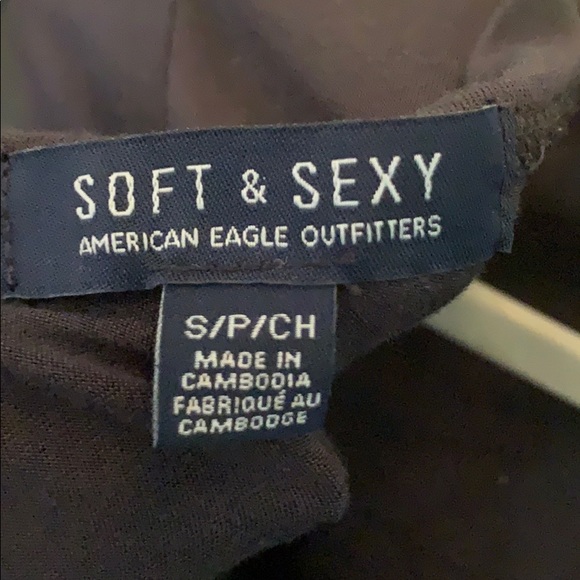 SOFT & SEXY
AMERICAN EAGLE OUTFITTERS
S/P/CH
MADE IN
CAMBODIA
FABRIQUÉ AU
CAMBODGE